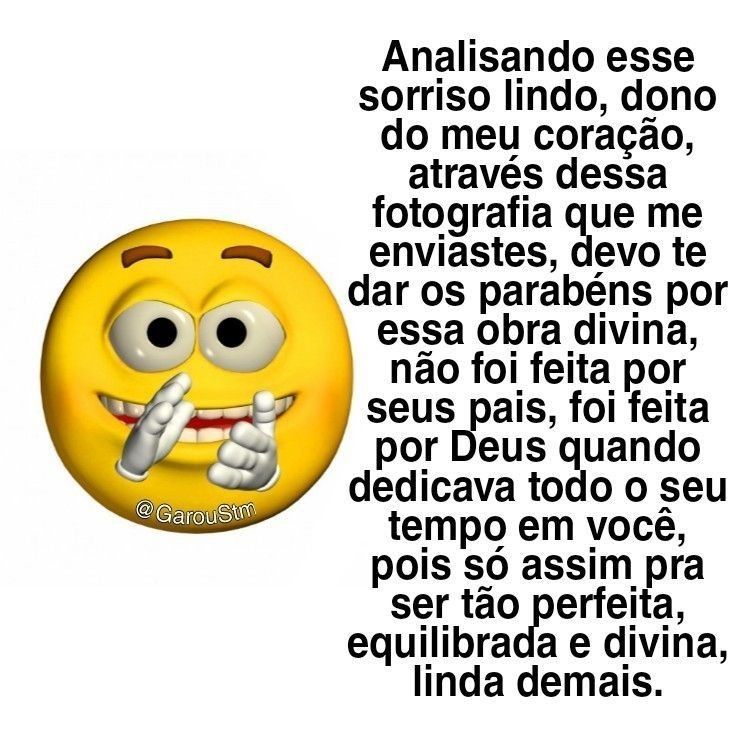 Analisando esse
sorriso lindo, dono
do meu coração,
através dessa
fotografia que me
enviastes, devo te
dar os parabéns por
essa obra divina,
não foi feita por
seus pais, foi feita
por Deus quando
dedicava todo o seu
tempo em você,
pois só assim pra
ser tão perfeita,
equilibrada e divina,
linda demais.
@GarouStm